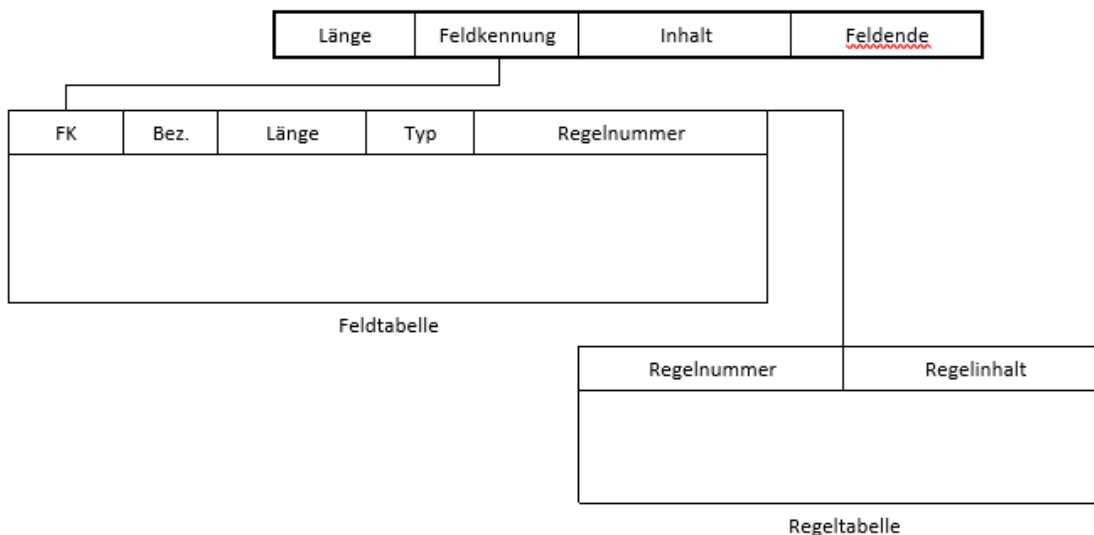 Länge Feldkennung Inhalt Feldende
FK Bez. Länge Typ Regelnummer
Feldtabelle
Regelnummer Regelinhalt
Regeltabelle